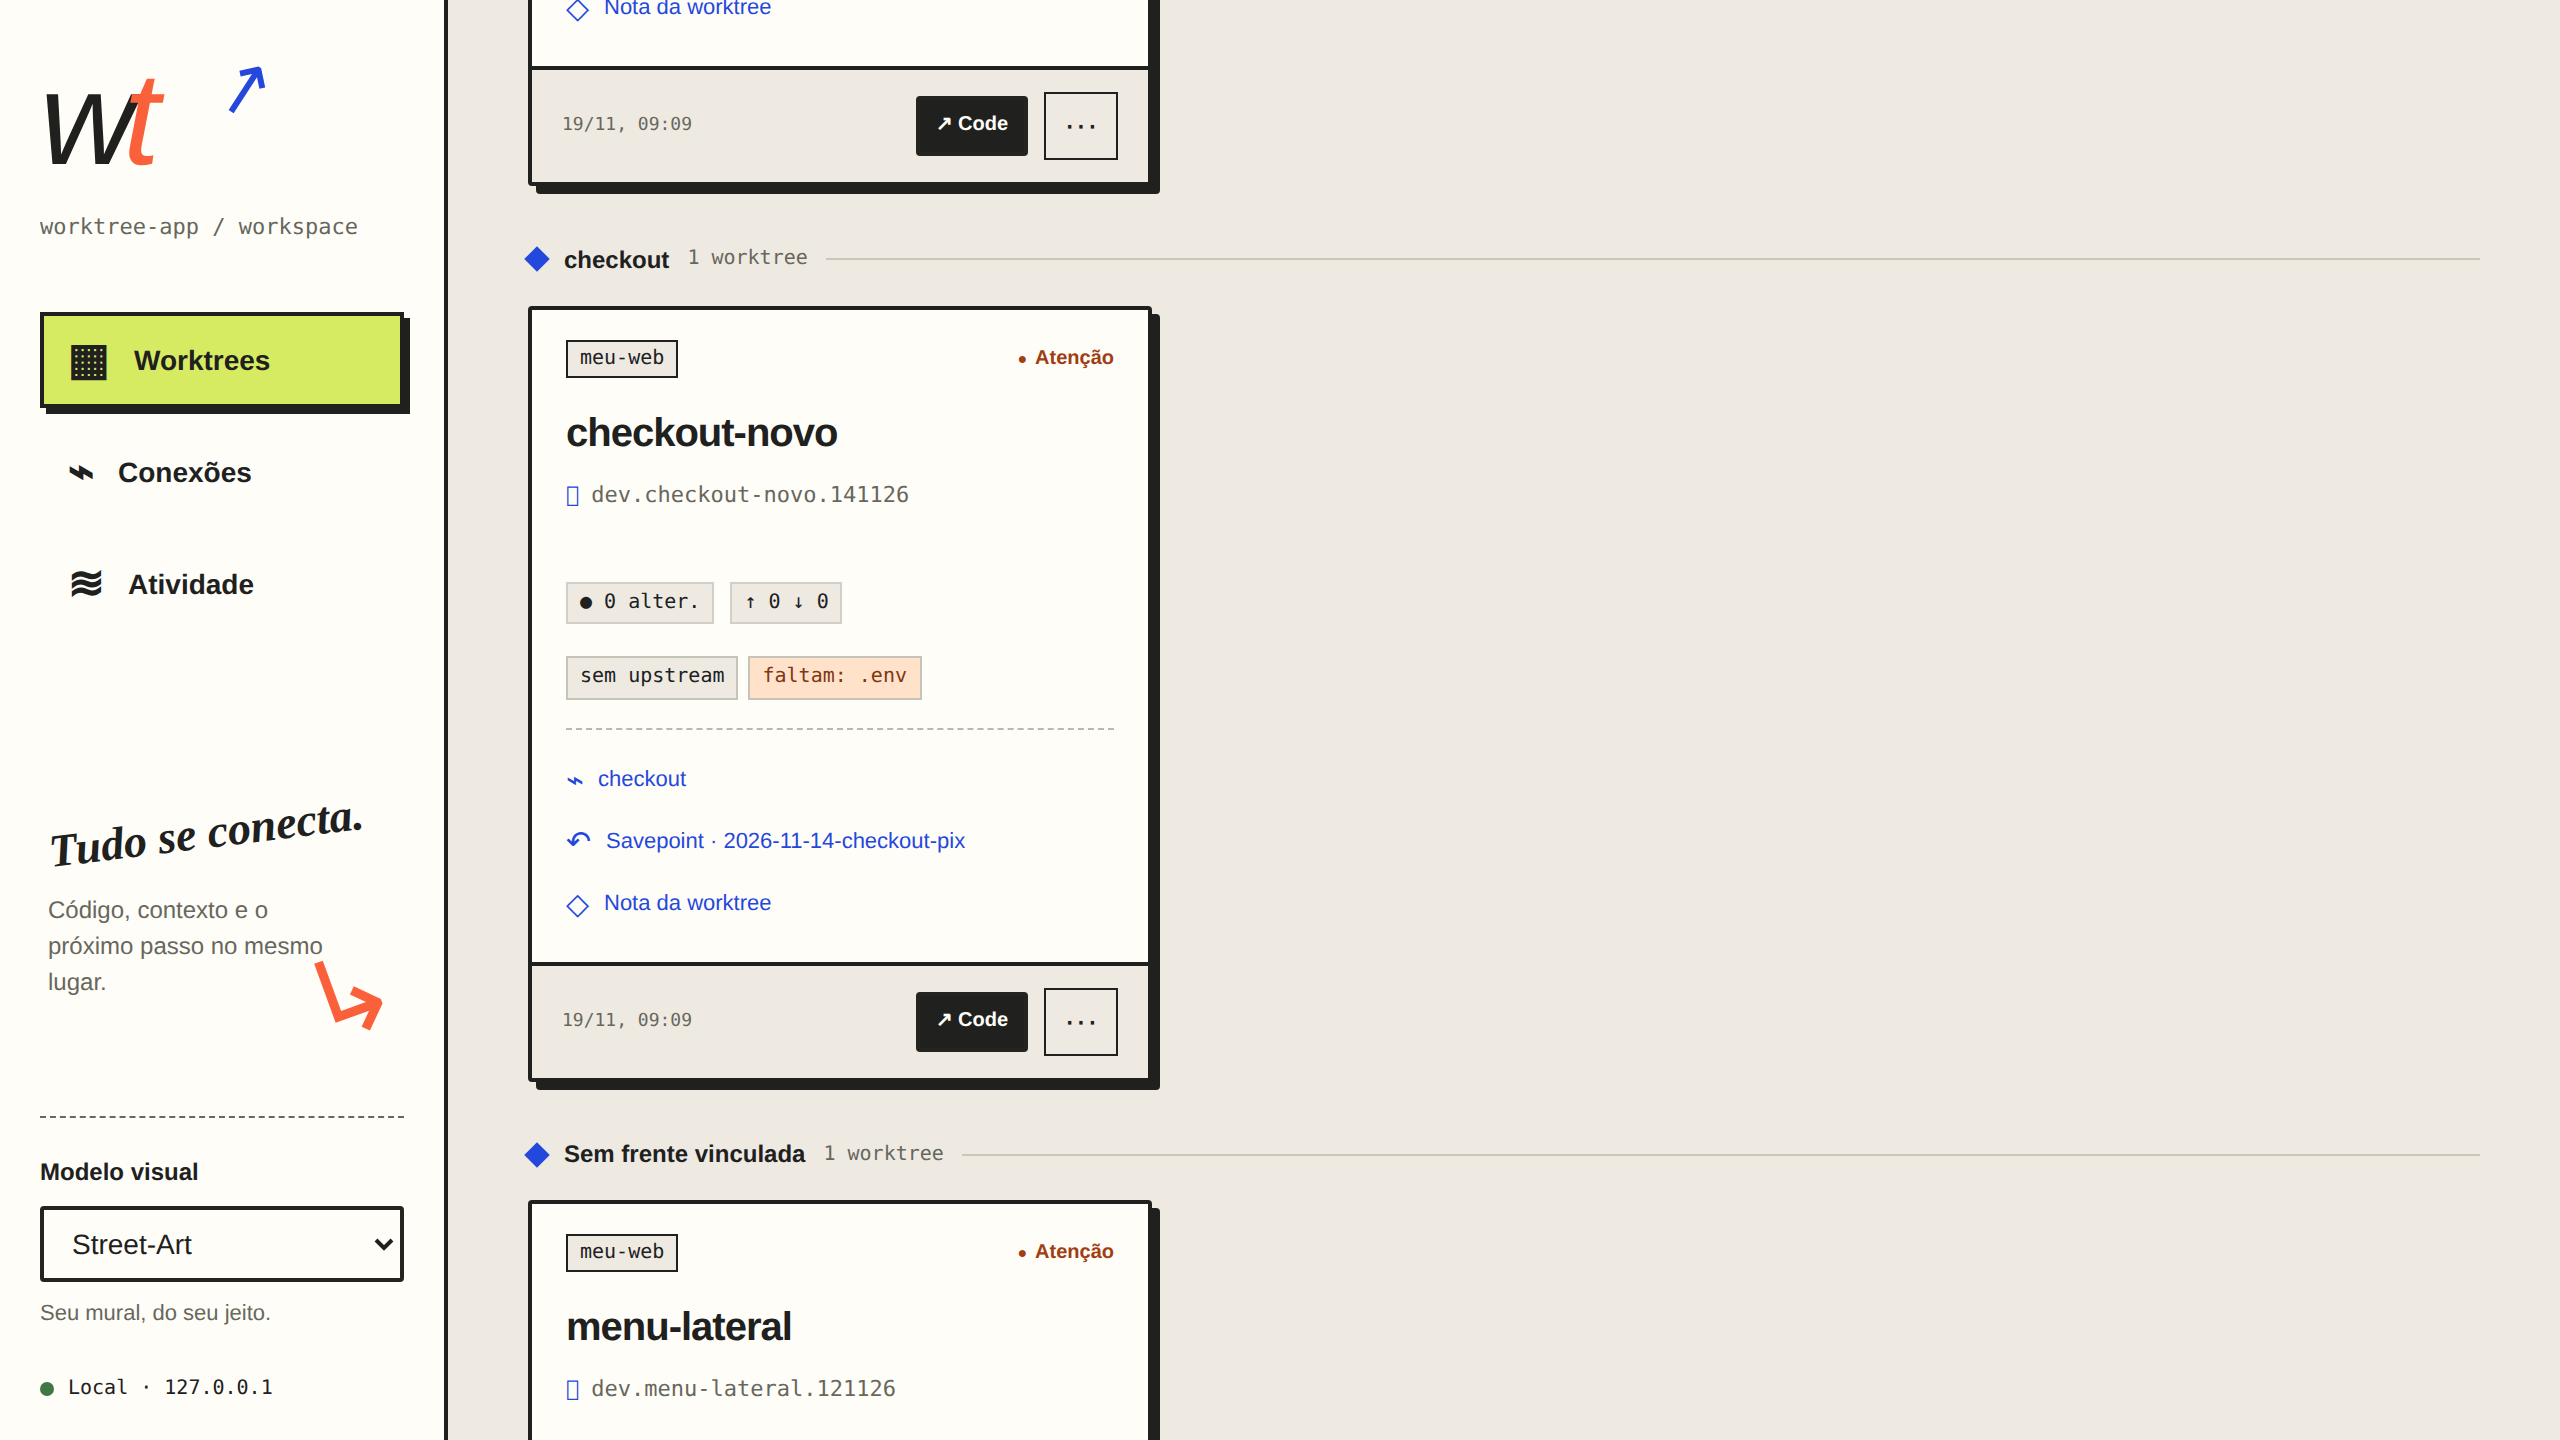 wt ↗
worktree-app / workspace
▦ Worktrees
⌁ Conexões
≋ Atividade
Tudo se conecta.
Código, contexto e o
próximo passo no mesmo
lugar.
↳
Modelo visual
Street-Art
Seu mural, do seu jeito.
● Local · 127.0.0.1
◇ Nota da worktree
19/11, 09:09
↗ Code
···
◆ checkout 1 worktree
meu-web
● Atenção
checkout-novo
dev.checkout-novo.141126
● 0 alter.
↑ 0 ↓ 0
sem upstream
faltam: .env
⌁ checkout
↶ Savepoint · 2026-11-14-checkout-pix
◇ Nota da worktree
19/11, 09:09
↗ Code
···
◆ Sem frente vinculada 1 worktree
meu-web
● Atenção
menu-lateral
dev.menu-lateral.121126